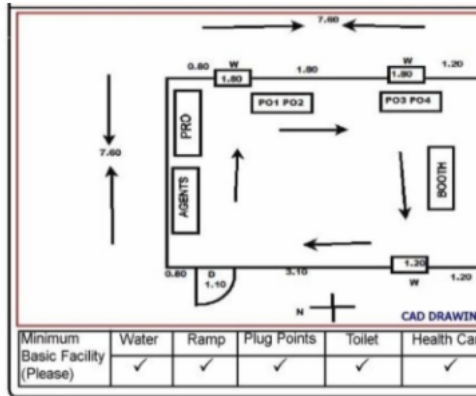 7.60
0.80 W 1.80 W 1.20
1.80 1.80
PO1 PO2 PO3 PO4
PRO
7.60
BOOTH
AGENTS
1.20
0.80 D 3.10 1.20
1.10 W
N
CAD DRAWIN
Minimum Basic Facility (Please) Water Ramp Plug Points Toilet Health Car
✓ ✓ ✓ ✓ ✓